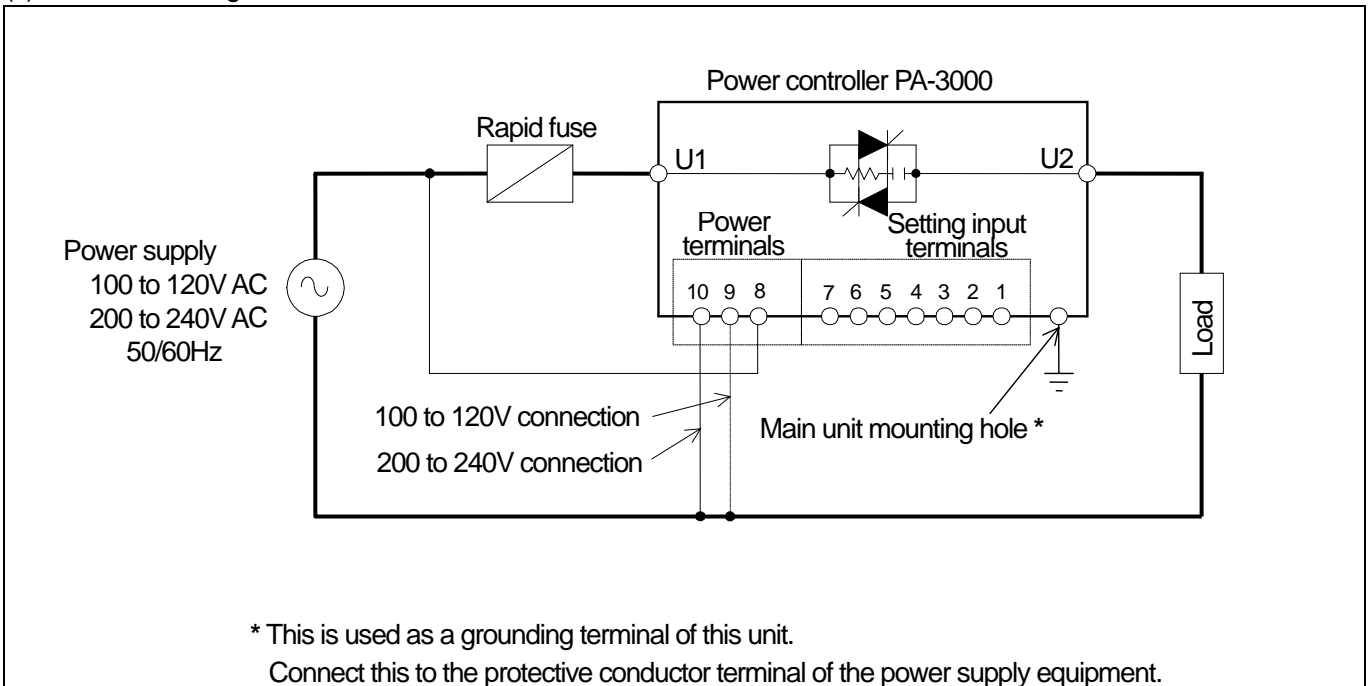 Power controller PA-3000
Rapid fuse
U1
U2
Power
terminals
Setting input
terminals
Power supply
100 to 120V AC
200 to 240V AC
50/60Hz
10 9 8 7 6 5 4 3 2 1
Load
100 to 120V connection
200 to 240V connection
Main unit mounting hole *
* This is used as a grounding terminal of this unit.
Connect this to the protective conductor terminal of the power supply equipment.